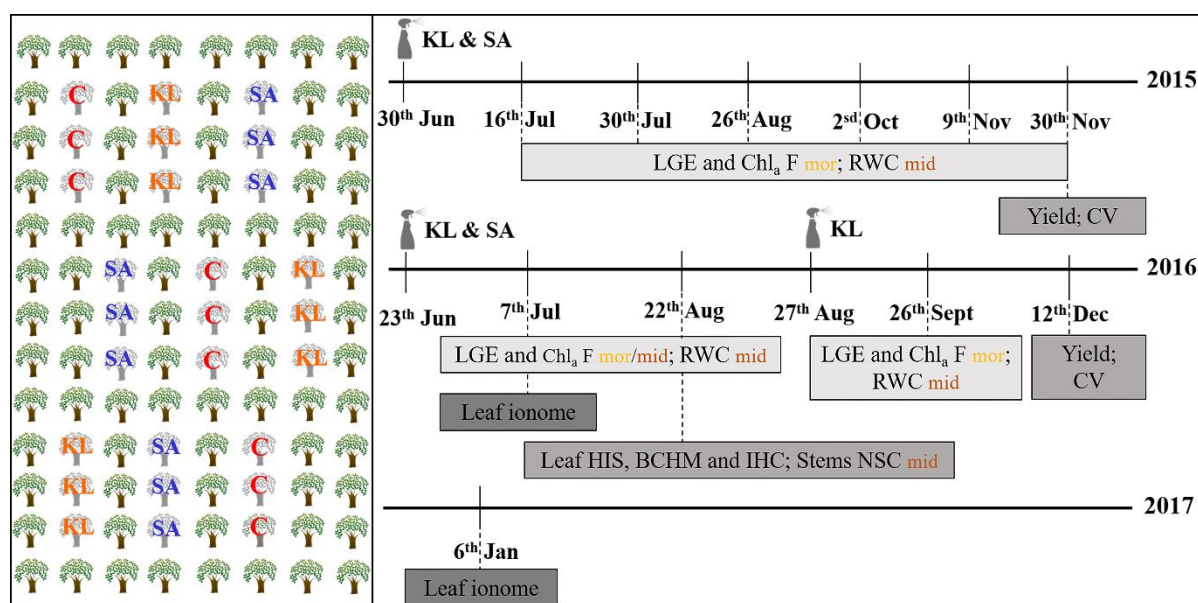 C KL SA
C KL SA
C KL SA
SA C KL
SA C KL
SA C KL
KL SA C
KL SA C
KL SA C
KL & SA
2015
30th Jun 16th Jul 30th Jul 26th Aug 2sd Oct 9th Nov 30th Nov
LGE and Chla F mor; RWC mid
Yield; CV
KL & SA KL
2016
23th Jun 7th Jul 22th Aug 27th Aug 26th Sept 12th Dec
LGE and Chla F mor/mid; RWC mid
LGE and Chla F mor;
RWC mid
Yield;
CV
Leaf ionome
Leaf HIS, BCHM and IHC; Stems NSC mid
2017
6th Jan
Leaf ionome